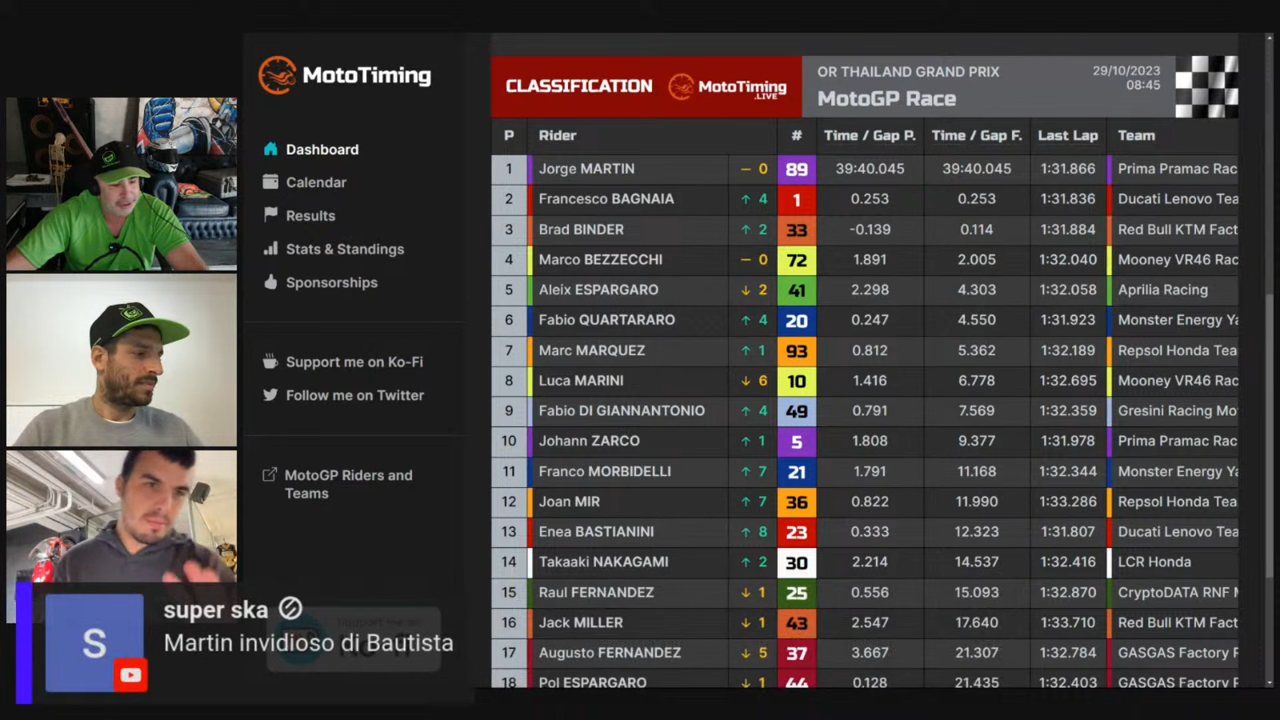 MotoTiming
Dashboard
Calendar
Results
Stats & Standings
Sponsorships
Support me on Ko-Fi
Follow me on Twitter
MotoGP Riders and
Teams
CLASSIFICATION MotoTiming
.LIVE
OR THAILAND GRAND PRIX 29/10/2023
MotoGP Race 08:45
P Rider # Time / Gap P. Time / Gap F. Last Lap Team
1 Jorge MARTIN – 0 89 39:40.045 39:40.045 1:31.866 Prima Pramac Rac
2 Francesco BAGNAIA ↑ 4 1 0.253 0.253 1:31.836 Ducati Lenovo Tea
3 Brad BINDER ↑ 2 33 -0.139 0.114 1:31.884 Red Bull KTM Fact
4 Marco BEZZECCHI – 0 72 1.891 2.005 1:32.040 Mooney VR46 Rac
5 Aleix ESPARGARO ↓ 2 41 2.298 4.303 1:32.058 Aprilia Racing
6 Fabio QUARTARARO ↑ 4 20 0.247 4.550 1:31.923 Monster Energy Ya
7 Marc MARQUEZ ↑ 1 93 0.812 5.362 1:32.189 Repsol Honda Tea
8 Luca MARINI ↓ 6 10 1.416 6.778 1:32.695 Mooney VR46 Rac
9 Fabio DI GIANNANTONIO ↑ 4 49 0.791 7.569 1:32.359 Gresini Racing Mo
10 Johann ZARCO ↑ 1 5 1.808 9.377 1:31.978 Prima Pramac Rac
11 Franco MORBIDELLI ↑ 7 21 1.791 11.168 1:32.344 Monster Energy Ya
12 Joan MIR ↑ 7 36 0.822 11.990 1:33.286 Repsol Honda Tea
13 Enea BASTIANINI ↑ 8 23 0.333 12.323 1:31.807 Ducati Lenovo Tea
14 Takaaki NAKAGAMI ↑ 2 30 2.214 14.537 1:32.416 LCR Honda
15 Raul FERNANDEZ ↓ 1 25 0.556 15.093 1:32.870 CryptoDATA RNF M
16 Jack MILLER ↓ 1 43 2.547 17.640 1:33.710 Red Bull KTM Fact
17 Augusto FERNANDEZ ↓ 5 37 3.667 21.307 1:32.784 GASGAS Factory R
18 Pol ESPARGARO ↓ 1 44 0.128 21.435 1:32.403 GASGAS Factory R
S
super ska
Martin invidioso di Bautista